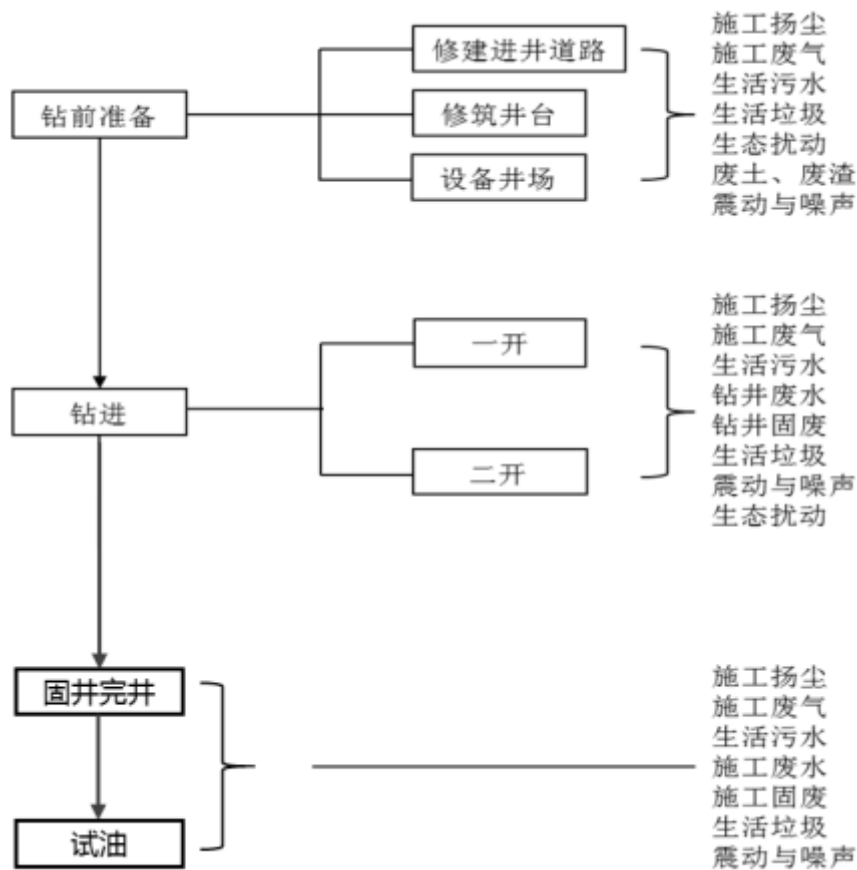 施工扬尘
施工废气
生活污水
生活垃圾
生态扰动
废土、废渣
震动与噪声
修建进井道路
钻前准备
修筑井台
设备井场
施工扬尘
施工废气
生活污水
钻井废水
钻井固废
生活垃圾
震动与噪声
生态扰动
一开
钻进
二开
固井完井
试油
施工扬尘
施工废气
生活污水
施工废水
施工固废
生活垃圾
震动与噪声